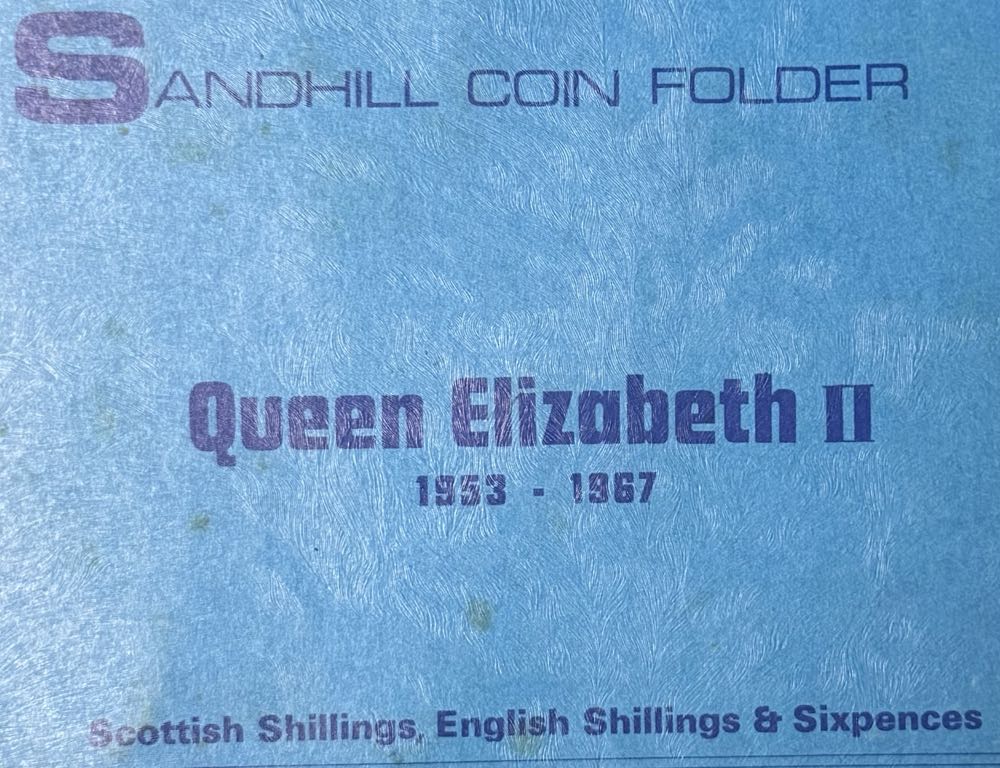 SANDHILL COIN FOLDER
Queen Elizabeth II
1953 - 1967
Scottish Shillings, English Shillings & Sixpences